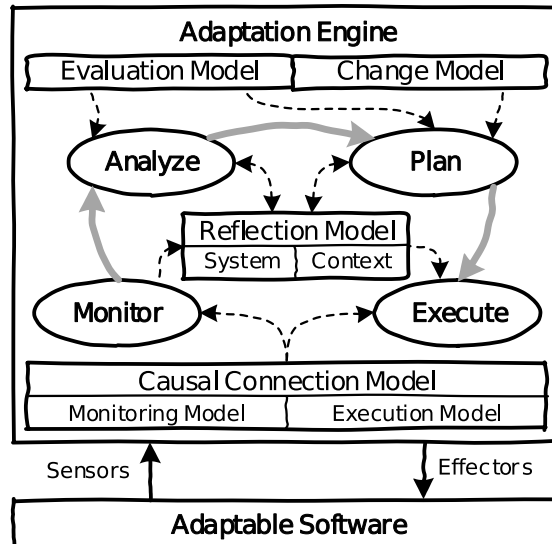 Adaptation Engine
Evaluation Model
Change Model
Analyze
Plan
Reflection Model
System
Context
Monitor
Execute
Causal Connection Model
Monitoring Model
Execution Model
Sensors
Effectors
Adaptable Software